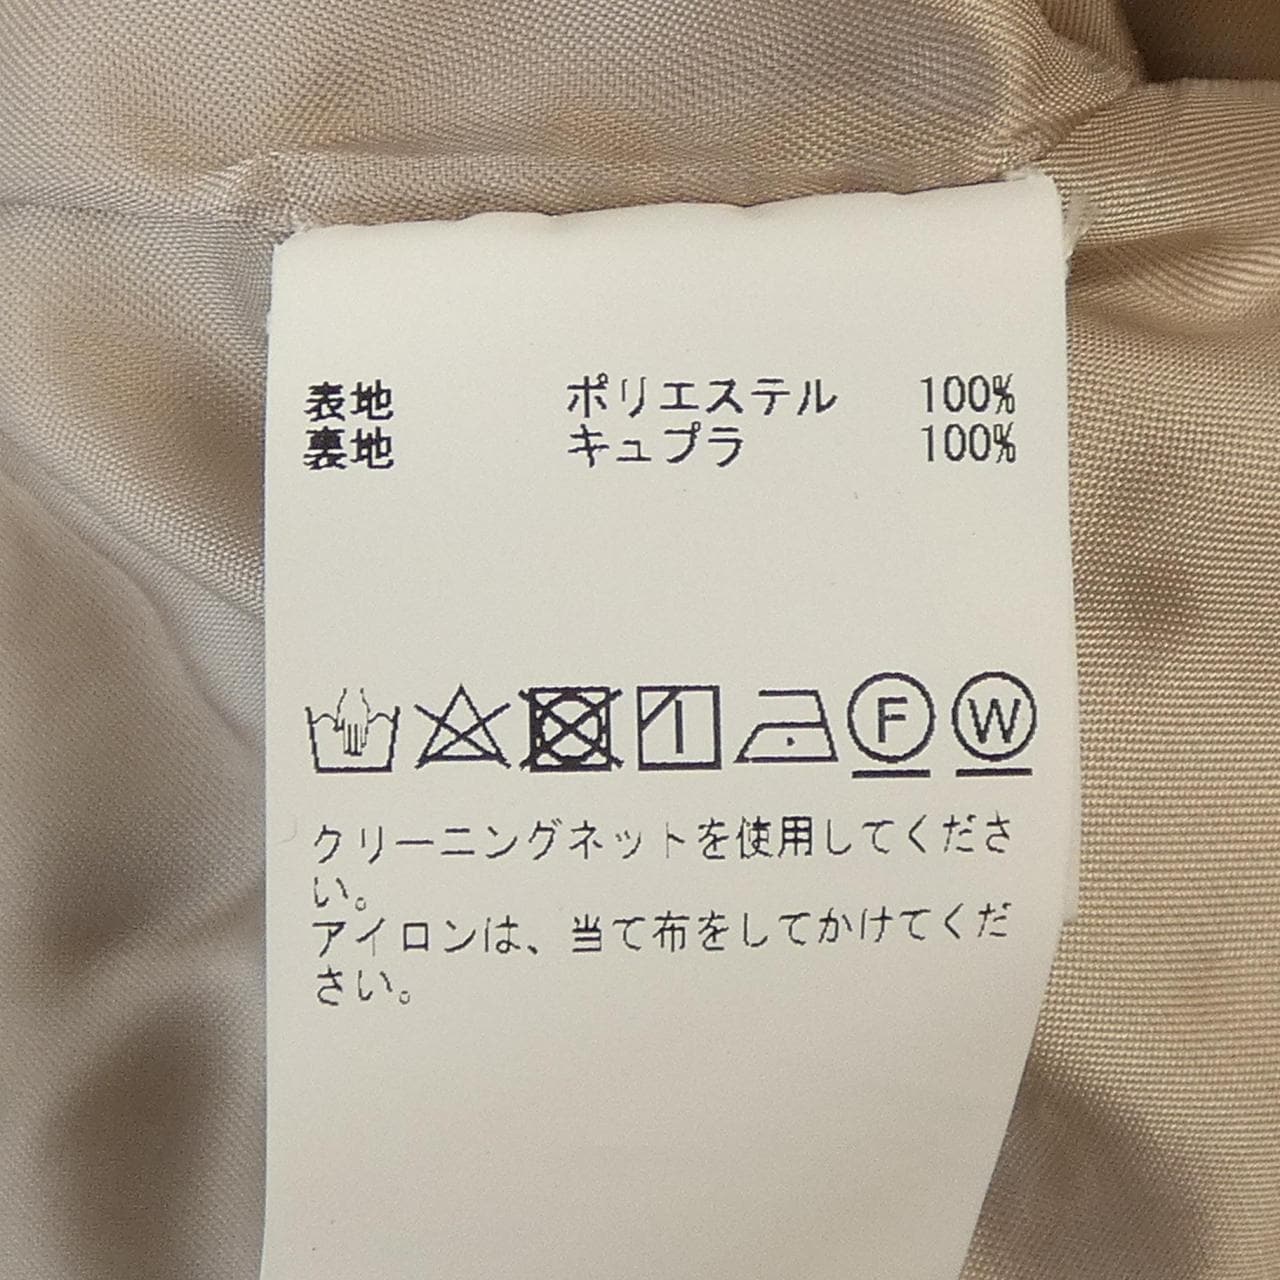 表地 ポリエステル 100%
裏地 キュプラ 100%
F W
クリーニングネットを使用してくださ
い。
アイロンは、当て布をしてかけてくだ
さい。